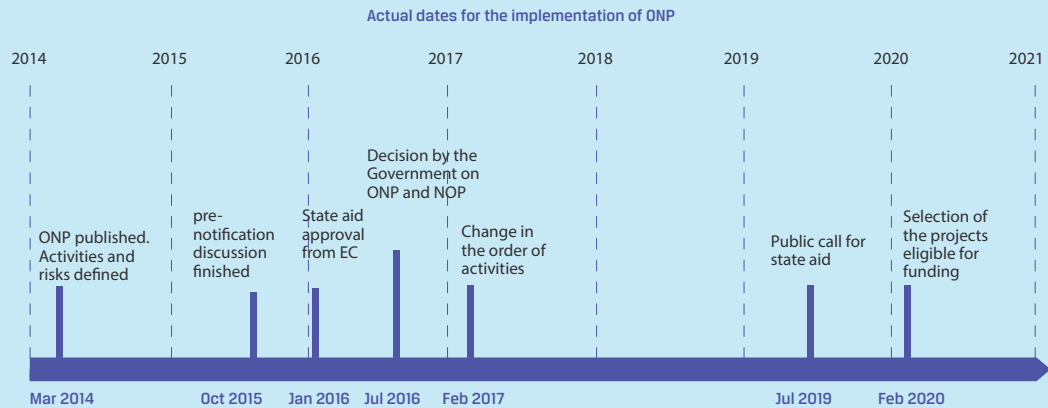 Actual dates for the implementation of ONP
2014 2015 2016 2017 2018 2019 2020 2021
ONP published.
Activities and
risks defined
pre-
notification
discussion
finished
State aid
approval
from EC
Decision by the
Government on
ONP and NOP
Change in
the order of
activities
Public call for
state aid
Selection of
the projects
eligible for
funding
Mar 2014 Oct 2015 Jan 2016 Jul 2016 Feb 2017 Jul 2019 Feb 2020